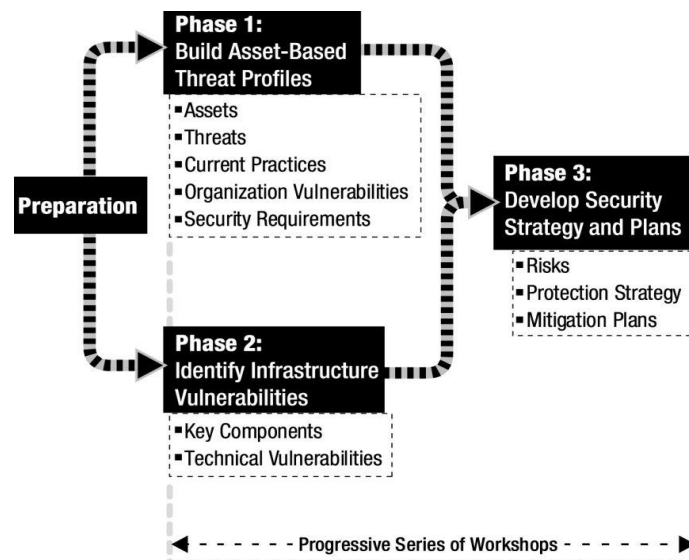 Phase 1:
Build Asset-Based
Threat Profiles
▪Assets
▪Threats
▪Current Practices
▪Organization Vulnerabilities
▪Security Requirements
Preparation
Phase 3:
Develop Security
Strategy and Plans
▪Risks
▪Protection Strategy
▪Mitigation Plans
Phase 2:
Identify Infrastructure
Vulnerabilities
▪Key Components
▪Technical Vulnerabilities
Progressive Series of Workshops